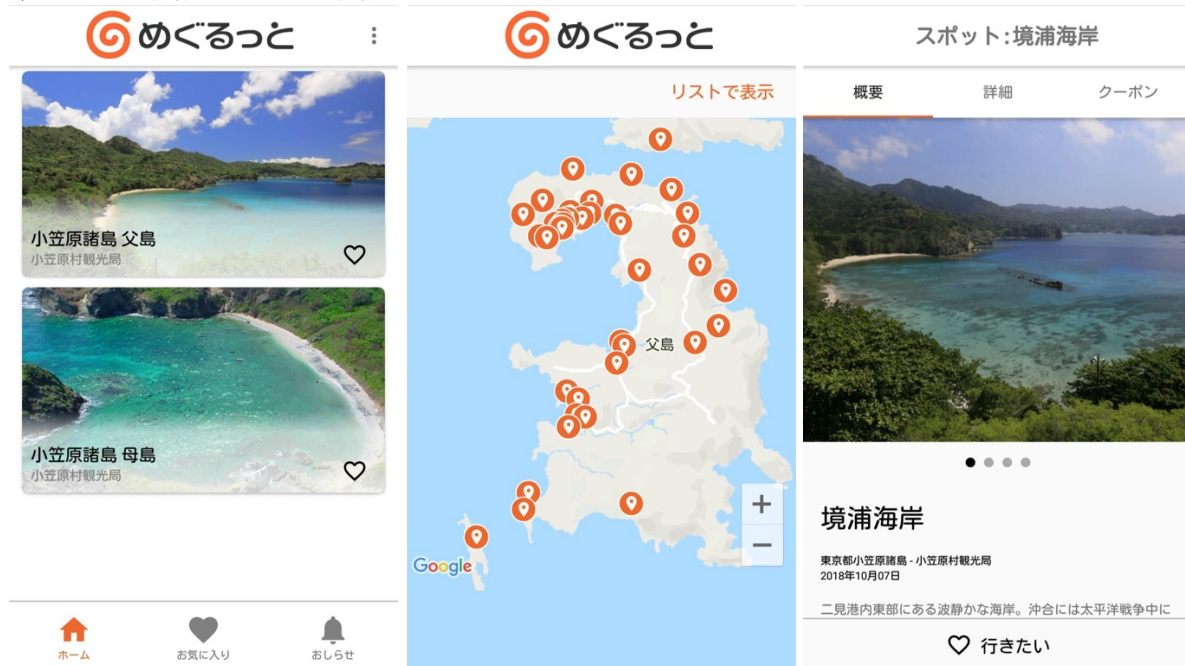 めぐるっと
小笠原諸島 父島
小笠原村観光局
小笠原諸島 母島
小笠原村観光局
ホーム
お気に入り
おしらせ
めぐるっと
リストで表示
父島
+
−
Google
スポット:境浦海岸
概要
詳細
クーポン
境浦海岸
東京都小笠原諸島 - 小笠原村観光局
2018年10月07日
二見港内東部にある波静かな海岸。沖合には太平洋戦争中に
行きたい